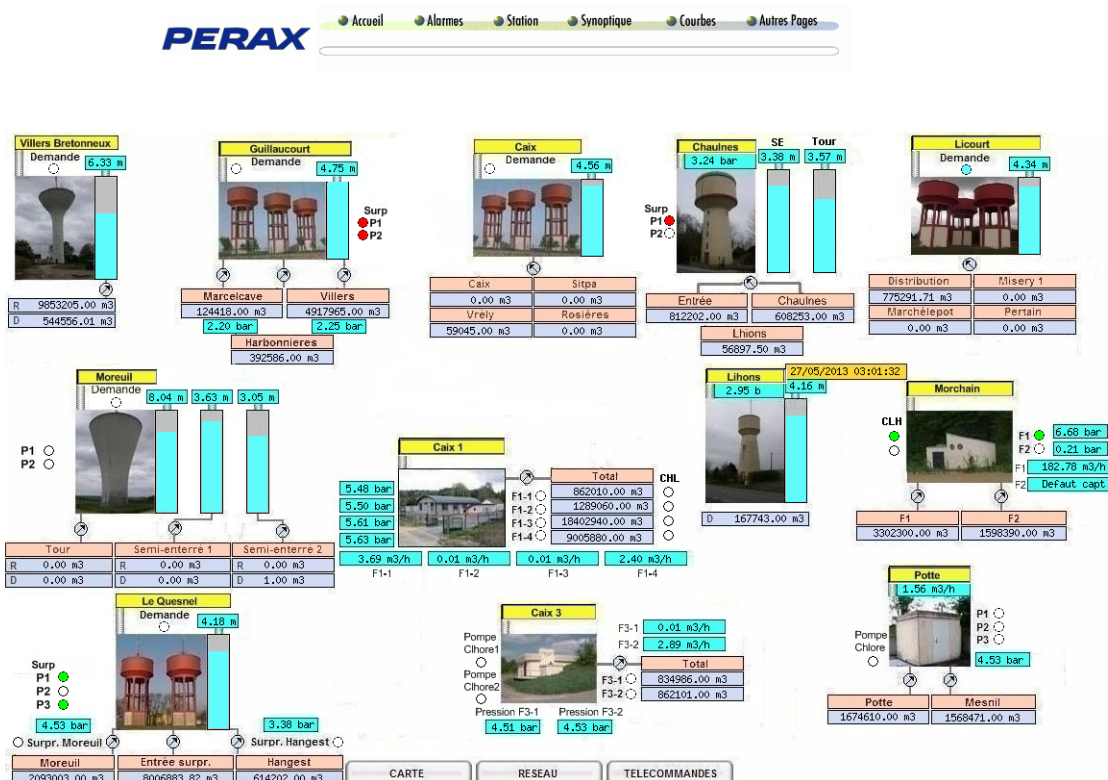 PERAX
Accueil Alarmes Station Synoptique Courbes Autres Pages
Villers Bretonneux
Demande
6.33 m
R 9853205.00 m3
D 544556.01 m3
Guillaucourt
Demande
4.75 m
Surp
P1
P2
Marcelcave Villers
124418.00 m3 4917965.00 m3
2.20 bar 2.25 bar
Harbonnieres
392586.00 m3
Caix
Demande
4.56 m
Caix Sitpa
0.00 m3 0.00 m3
Vrély Rosiéres
59045.00 m3 0.00 m3
Chaulnes
3.24 bar
SE Tour
3.38 m 3.57 m
Surp
P1
P2
Entrée Chaulnes
812202.00 m3 608253.00 m3
Lhions
56897.50 m3
Licourt
Demande
4.34 m
Distribution Misery 1
775291.71 m3 0.00 m3
Marchélepot Pertain
0.00 m3 0.00 m3
Moreuil
Demande
8.04 m 3.63 m 3.05 m
P1
P2
Tour Semi-enterré 1 Semi-enterré 2
R 0.00 m3 R 0.00 m3 R 0.00 m3
D 0.00 m3 D 0.00 m3 D 1.00 m3
Caix 1
5.48 bar
5.50 bar
5.61 bar
5.63 bar
Total
CHL
F1-1 862010.00 m3
F1-2 1289060.00 m3
F1-3 18402940.00 m3
F1-4 9005880.00 m3
3.69 m3/h 0.01 m3/h 0.01 m3/h 2.40 m3/h
F1-1 F1-2 F1-3 F1-4
27/05/2013 03:01:32
Lihons
2.95 b
4.16 m
D 167743.00 m3
Morchain
CLH
F1 6.68 bar
F2 0.21 bar
F1 182.78 m3/h
F2 Defaut capt
F1 F2
3302300.00 m3 1598390.00 m3
Le Quesnel
Demande
4.18 m
Surp
P1
P2
P3
4.53 bar 3.38 bar
Surpr. Moreuil Surpr. Hangest
Moreuil Entrée surpr. Hangest
2093003.00 m3 8006883.82 m3 614202.00 m3
Caix 3
Pompe
Clhore1
Pompe
Clhore2
F3-1 0.01 m3/h
F3-2 2.89 m3/h
Total
F3-1 834986.00 m3
F3-2 862101.00 m3
Pression F3-1 Pression F3-2
4.51 bar 4.53 bar
Potte
1.56 m3/h
Pompe
Chlore
P1
P2
P3
4.53 bar
Potte Mesnil
1674610.00 m3 1568471.00 m3
CARTE RESEAU TELECOMMANDES